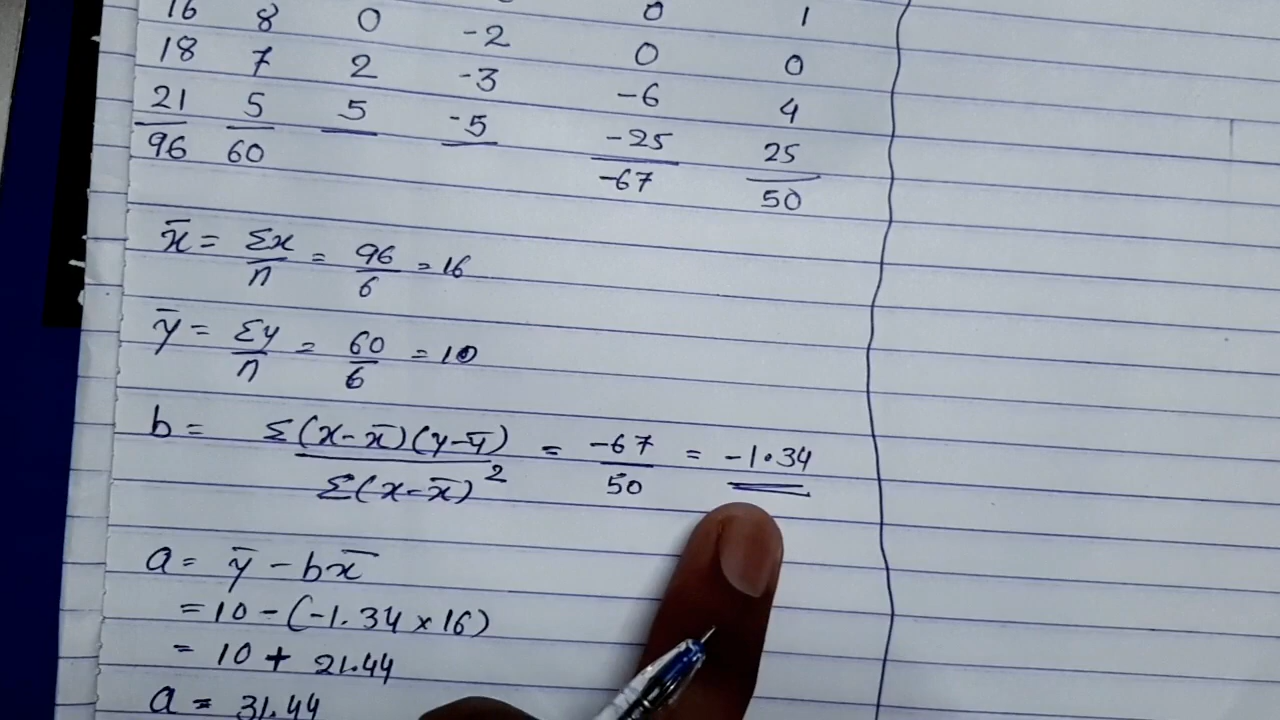 16 8 0 -2 0 1
18 7 2 -3 0 0
21 5 5 -5 -6 4
96 60 -25 25
-67 50
x̄ = Σx/n = 96/6 = 16
ȳ = Σy/n = 60/6 = 10
b = Σ(x-x̄)(y-ȳ)/Σ(x-x̄)² = -67/50 = -1.34
a = ȳ - bx̄
= 10 - (-1.34 x 16)
= 10 + 21.44
a = 31.44